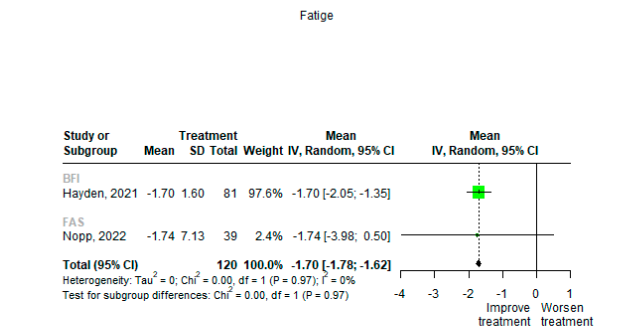 Fatige
Study or Treatment Mean Mean
Subgroup Mean SD Total Weight IV, Random, 95% CI IV, Random, 95% CI
BFI
Hayden, 2021 -1.70 1.60 81 97.6% -1.70 [-2.05; -1.35]
FAS
Nopp, 2022 -1.74 7.13 39 2.4% -1.74 [-3.98; 0.50]
Total (95% CI) 120 100.0% -1.70 [-1.78; -1.62]
Heterogeneity: Tau² = 0; Chi² = 0.00, df = 1 (P = 0.97); I² = 0%
Test for subgroup differences: Chi² = 0.00, df = 1 (P = 0.97)
-4 -3 -2 -1 0 1
Improve Worsen
treatment treatment